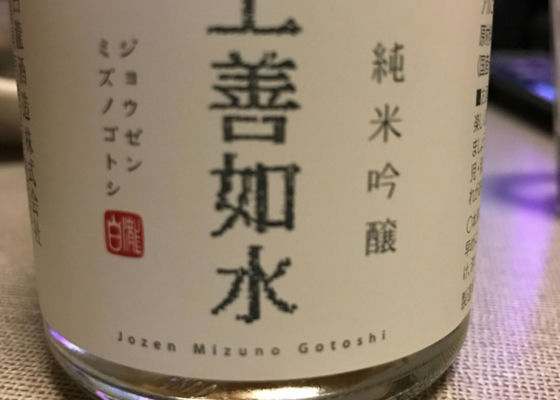 純米吟醸
上善如水
ジョウゼン
ミズノゴトシ
白瀧
Jozen Mizuno Gotoshi